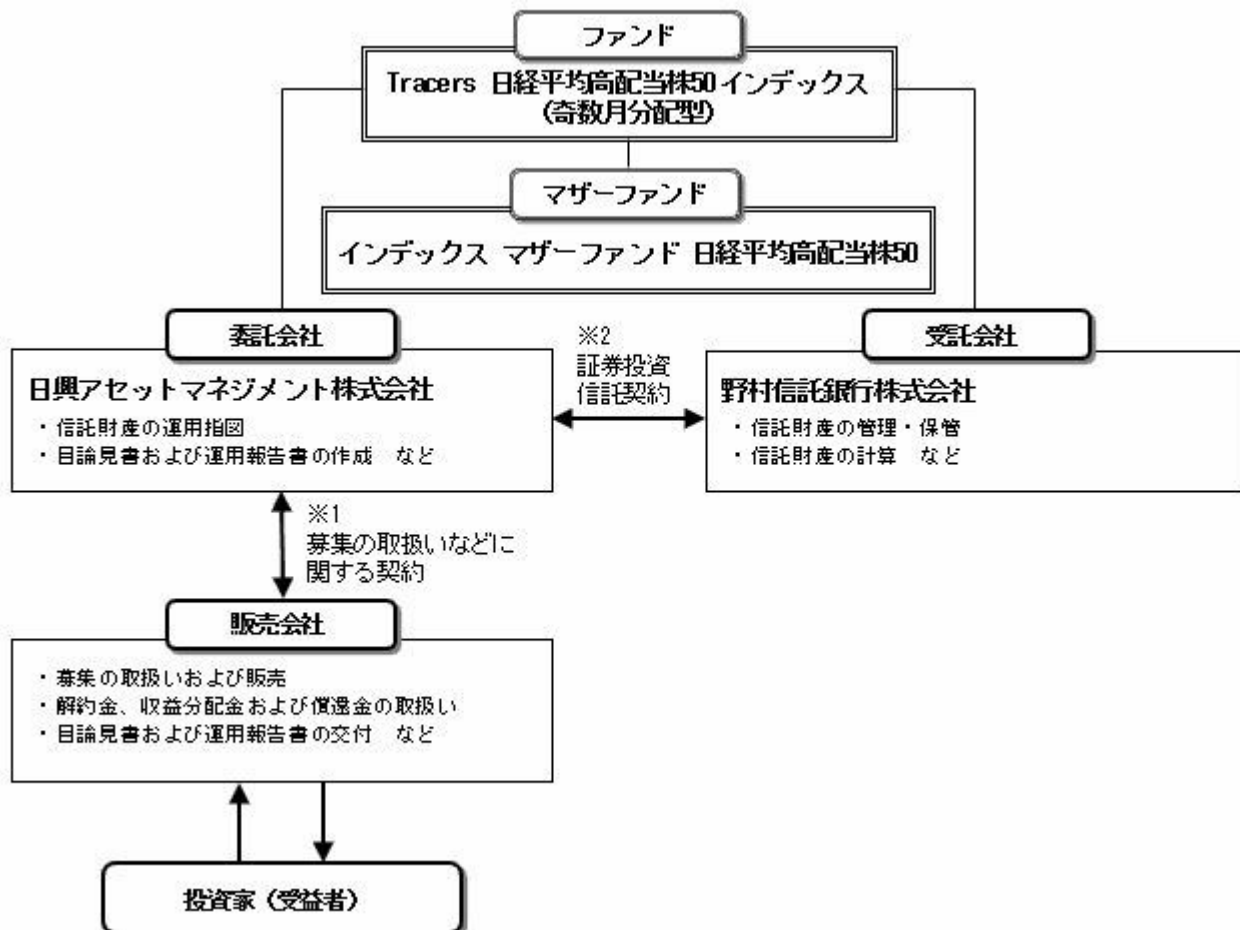 ファンド
Tracers 日経平均高配当株50インデックス
(奇数月分配型)
マザーファンド
インデックス マザーファンド 日経平均高配当株50
委託会社
日興アセットマネジメント株式会社
・信託財産の運用指図
・目論見書および運用報告書の作成 など
※2
証券投資
信託契約
受託会社
野村信託銀行株式会社
・信託財産の管理・保管
・信託財産の計算 など
※1
募集の取扱いなどに
関する契約
販売会社
・募集の取扱いおよび販売
・解約金、収益分配金および償還金の取扱い
・目論見書および運用報告書の交付 など
投資家（受益者）